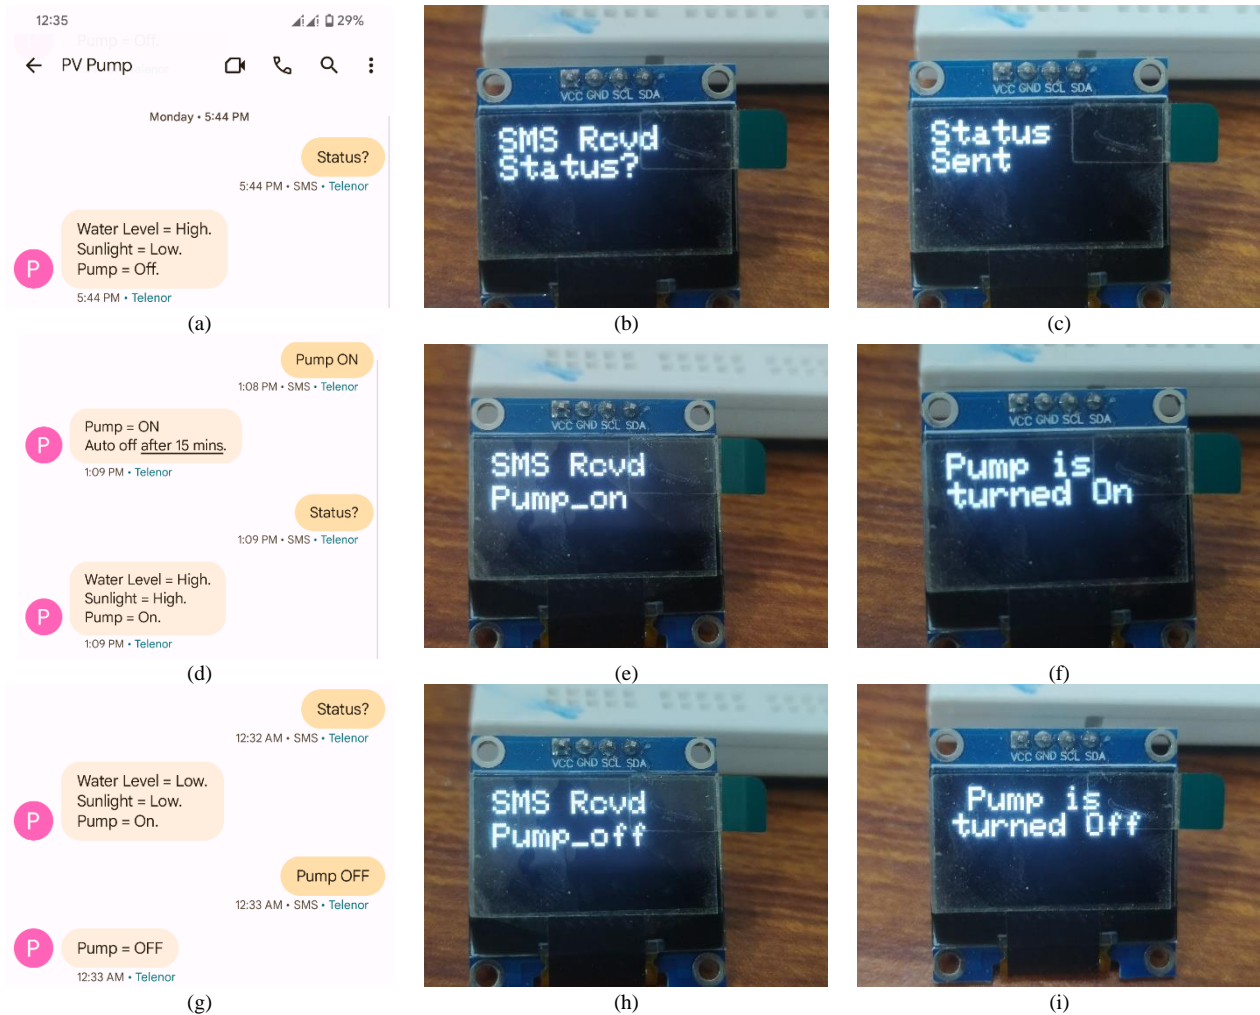 12:35
29%
Pump = Off.
PV Pump
Monday • 5:44 PM
Status?
5:44 PM • SMS • Telenor
Water Level = High.
Sunlight = Low.
Pump = Off.
P
5:44 PM • Telenor
(a)
VCC GND SCL SDA
SMS Rcvd
Status?
(b)
VCC GND SCL SDA
Status
Sent
(c)
Pump ON
1:08 PM • SMS • Telenor
Pump = ON
Auto off after 15 mins.
P
1:09 PM • Telenor
Status?
1:09 PM • SMS • Telenor
Water Level = High.
Sunlight = High.
Pump = On.
P
1:09 PM • Telenor
(d)
VCC GND SCL SDA
SMS Rcvd
Pump_on
(e)
VCC GND SCL SDA
Pump is
turned On
(f)
Status?
12:32 AM • SMS • Telenor
Water Level = Low.
Sunlight = Low.
Pump = On.
P
Pump OFF
12:33 AM • SMS • Telenor
P
Pump = OFF
12:33 AM • Telenor
(g)
VCC GND SCL SDA
SMS Rcvd
Pump_off
(h)
VCC GND SCL SDA
Pump is
turned Off
(i)